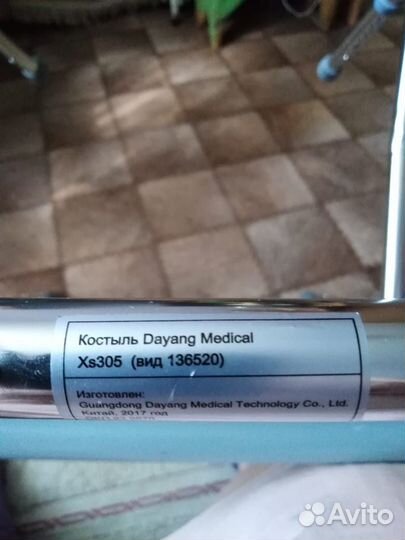 Костыль Dayang Medical
Xs305 (вид 136520)
Изготовлен:
Guangdong Dayang Medical Technology Co., Ltd.
Китай, 2017 год
Avito